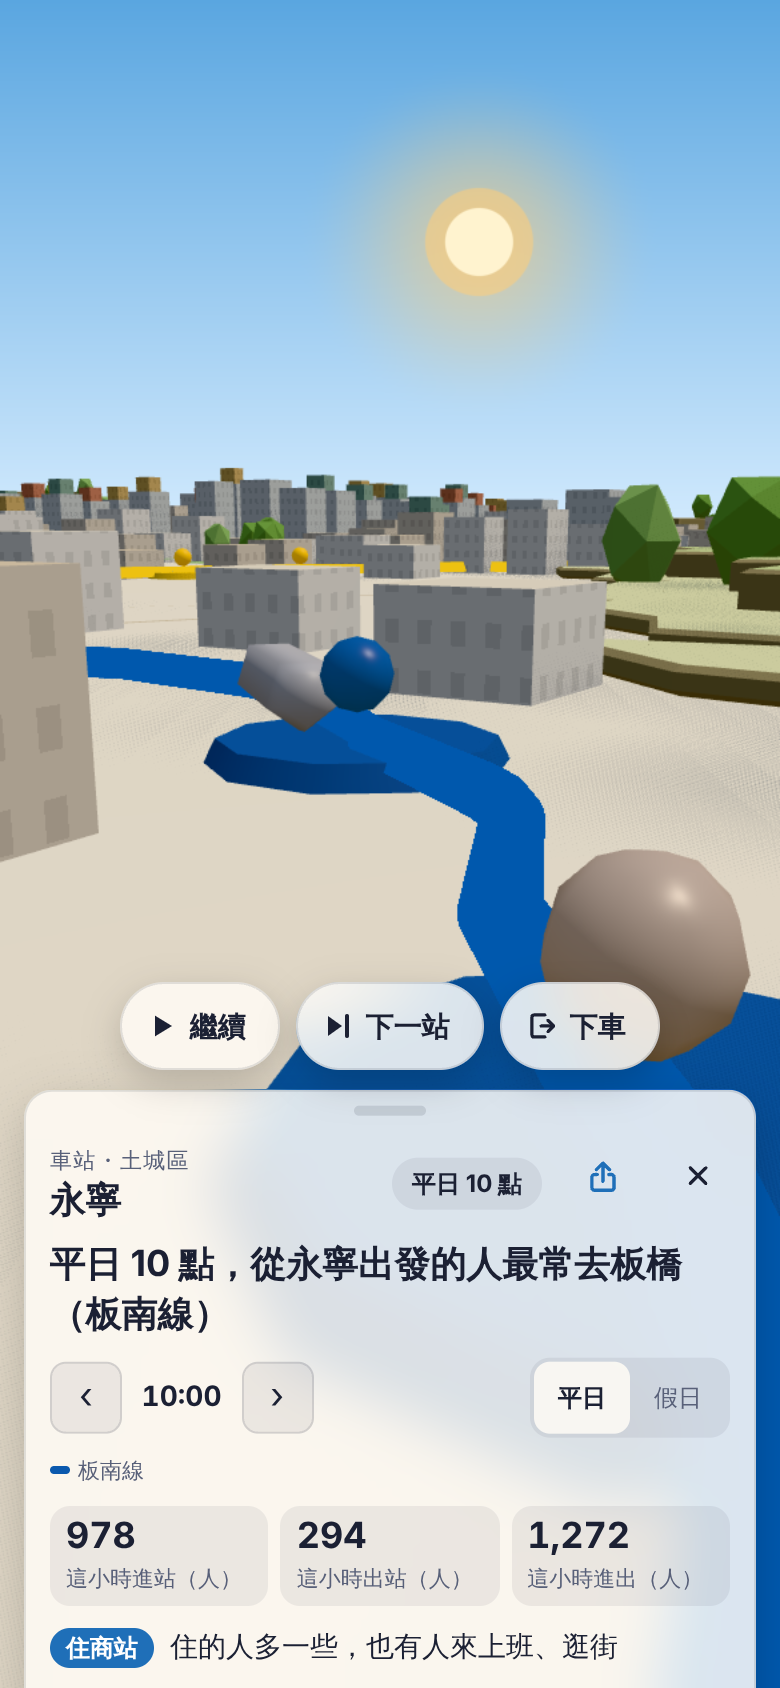 繼續
下一站
下車
車站・土城區
永寧
平日 10 點
平日 10 點，從永寧出發的人最常去板橋
（板南線）
‹ 10:00 ›
平日 假日
板南線
978 294 1,272
這小時進站（人） 這小時出站（人） 這小時進出（人）
住商站 住的人多一些，也有人來上班、逛街